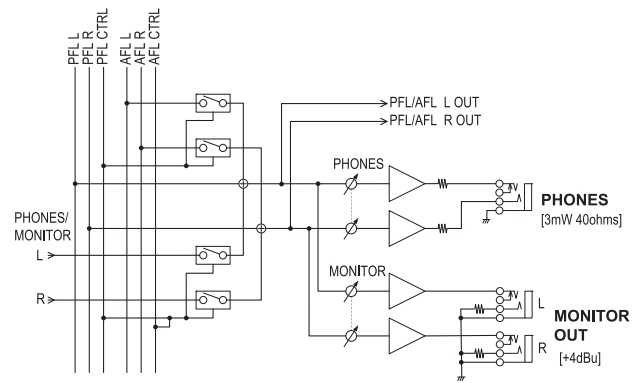 PFL L
PFL R
PFL CTRL
AFL L
AFL R
AFL CTRL
PFL/AFL L OUT
PFL/AFL R OUT
PHONES
PHONES
[3mW 40ohms]
PHONES/
MONITOR
L
R
MONITOR
L
MONITOR
OUT
R
[+4dBu]